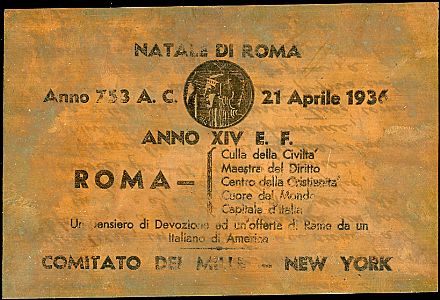 NATALE DI ROMA
Anno 753 A. C. 21 Aprile 1936
ANNO XIV E. F.
Culla della Civiltà
Maestra del Diritto
ROMA — Centro della Cristianità
Cuore del Mondo
Capitale d'Italia
Un pensiero di Devozione ed un'offerta di Rame da un
Italiano di America
COMITATO DEI MILLE - NEW YORK